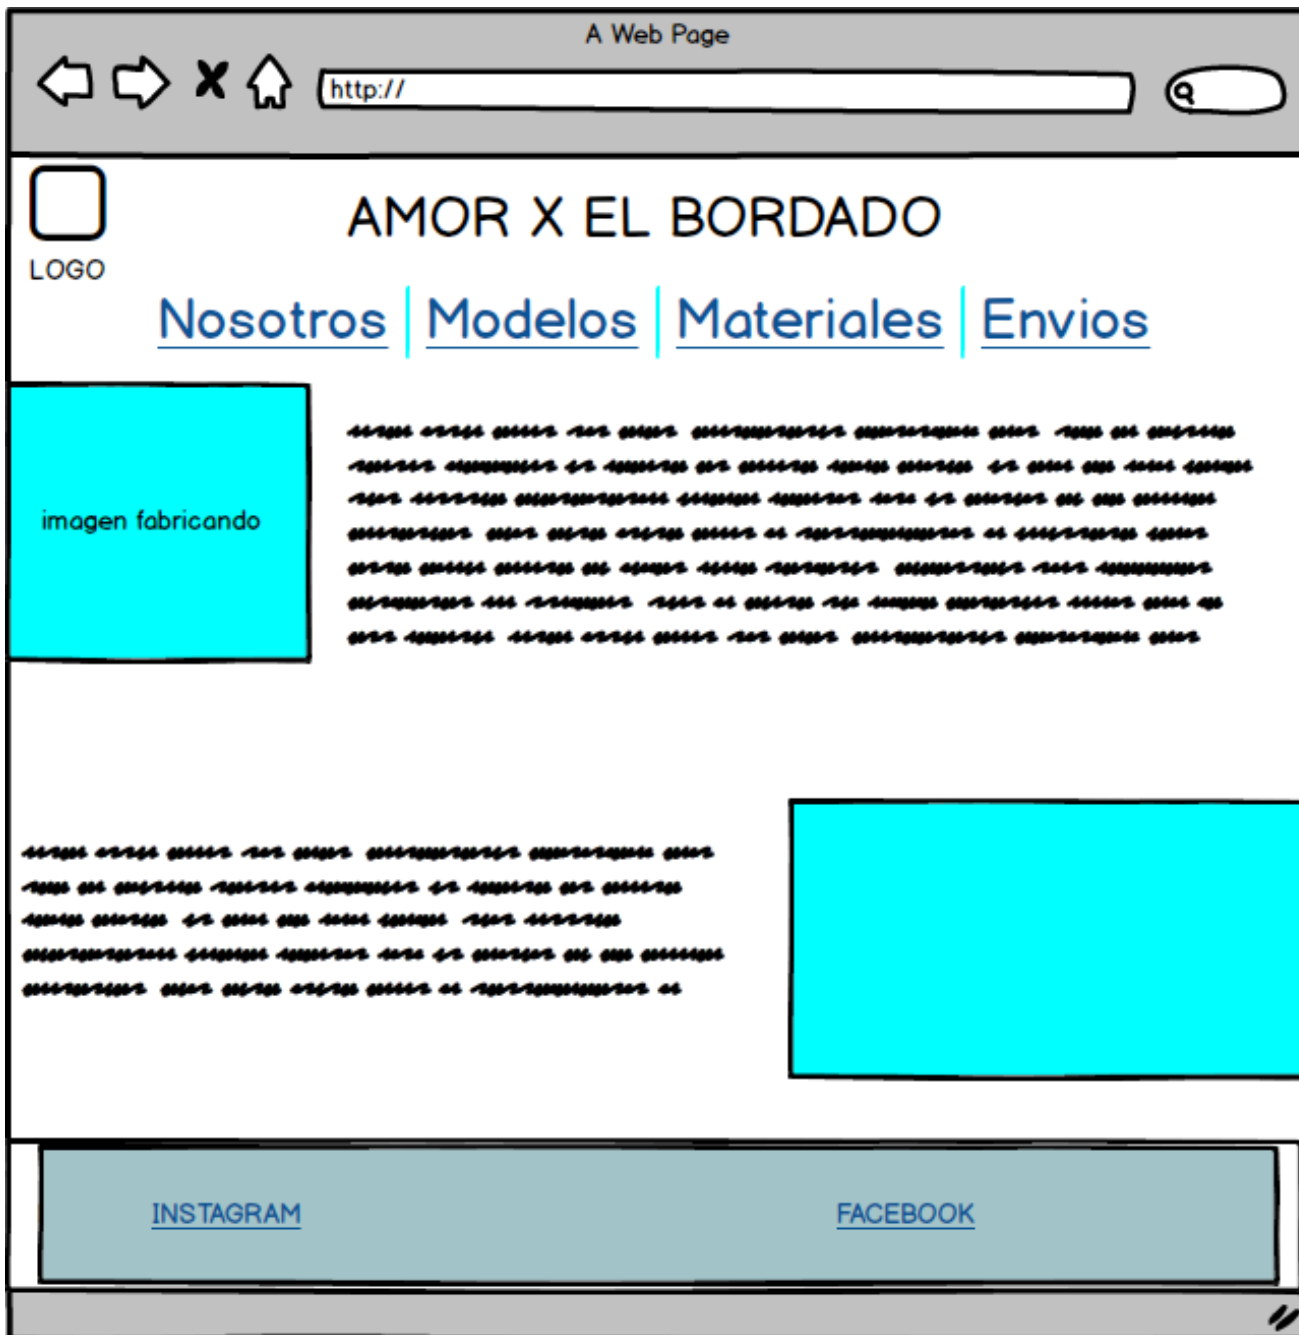 A Web Page
http://
AMOR X EL BORDADO
LOGO
Nosotros Modelos Materiales Envios
imagen fabricando
INSTAGRAM FACEBOOK